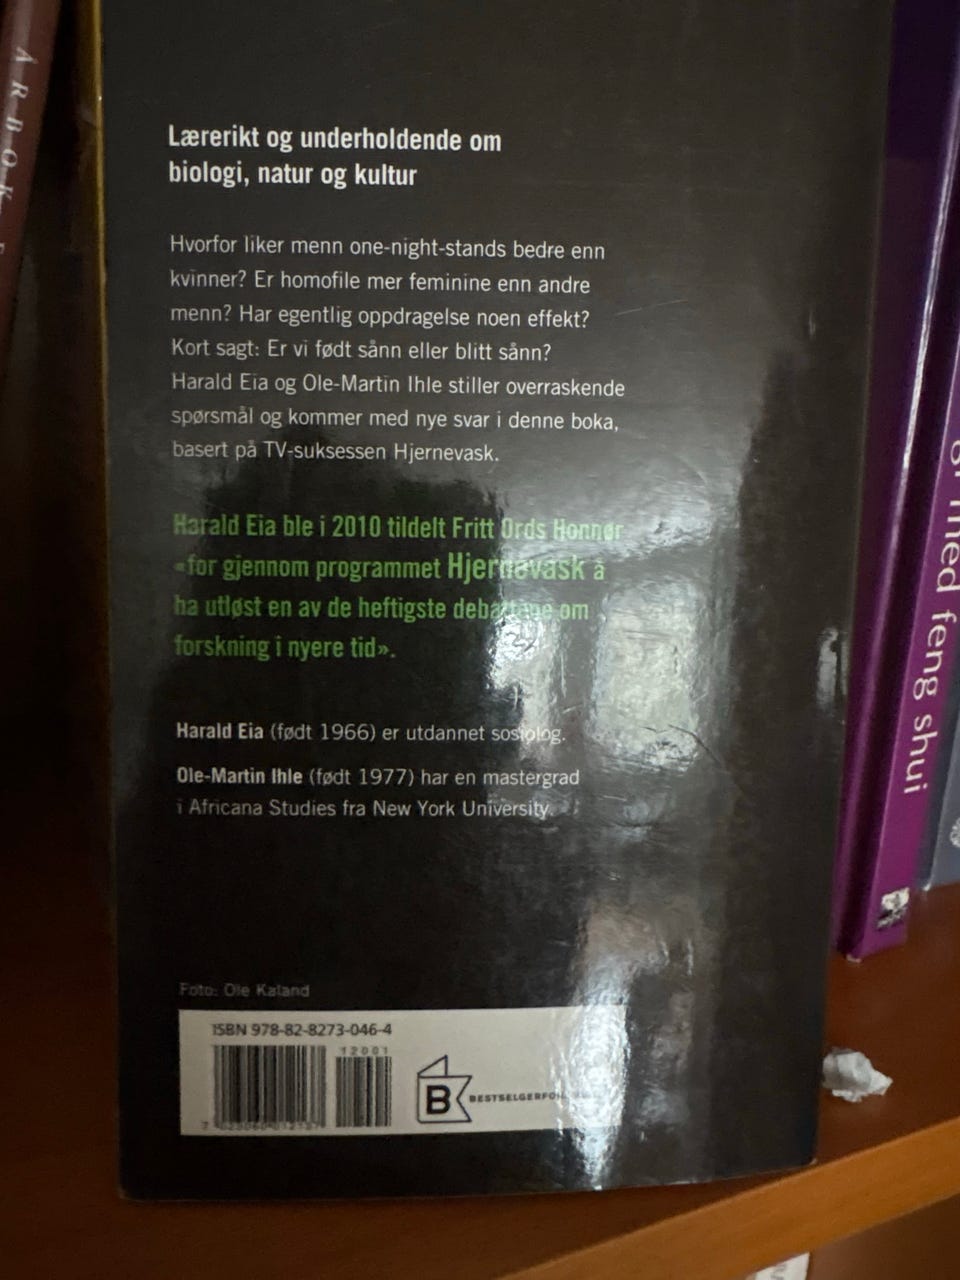 ÅRBOK
Lærerikt og underholdende om
biologi, natur og kultur
Hvorfor liker menn one-night-stands bedre enn
kvinner? Er homofile mer feminine enn andre
menn? Har egentlig oppdragelse noen effekt?
Kort sagt: Er vi født sånn eller blitt sånn?
Harald Eia og Ole-Martin Ihle stiller overraskende
spørsmål og kommer med nye svar i denne boka,
basert på TV-suksessen Hjernevask.
Harald Eia ble i 2010 tildelt Fritt Ords Honnør
«for gjennom programmet Hjernevask å
ha utløst en av de heftigste debattene om
forskning i nyere tid».
Harald Eia (født 1966) er utdannet sosiolog.
Ole-Martin Ihle (født 1977) har en mastergrad
i Africana Studies fra New York University.
Foto: Ole Kaland
ISBN 978-82-8273-046-4
12001
B
med feng shui